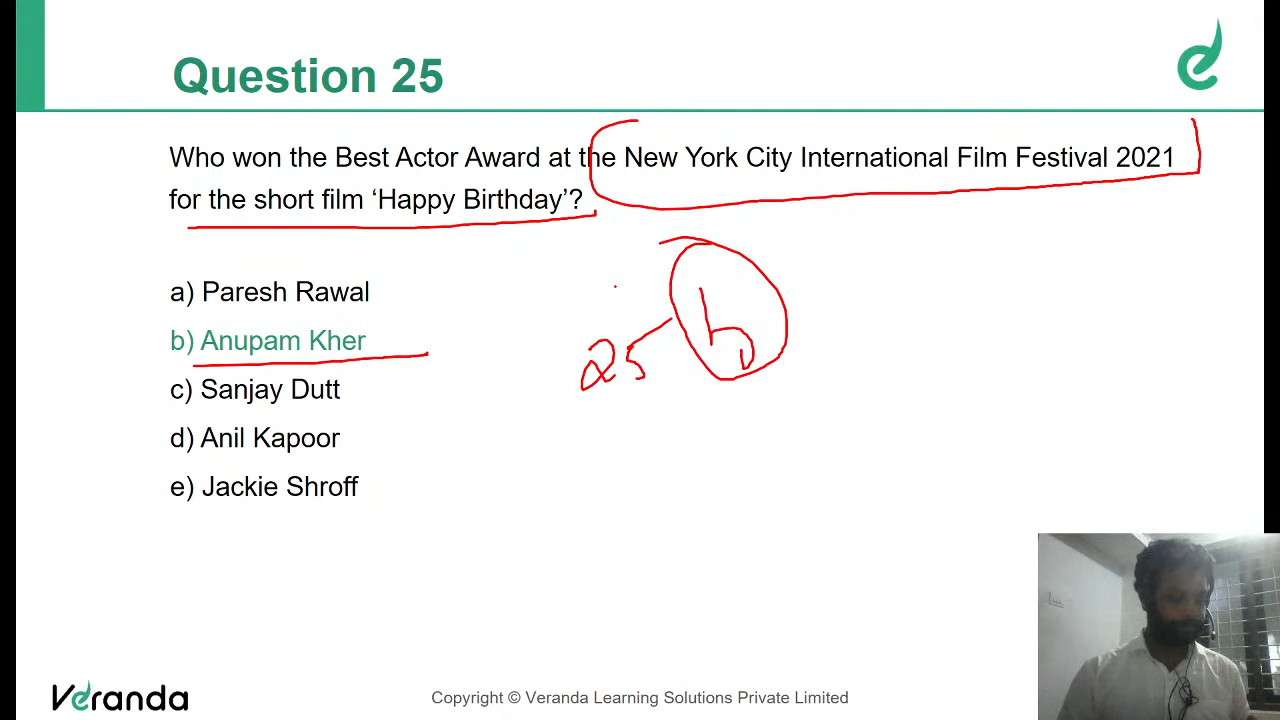 Question 25
Who won the Best Actor Award at the New York City International Film Festival 2021
for the short film ‘Happy Birthday’?
a) Paresh Rawal
b) Anupam Kher
c) Sanjay Dutt
d) Anil Kapoor
e) Jackie Shroff
25 b
Veranda
Copyright © Veranda Learning Solutions Private Limited